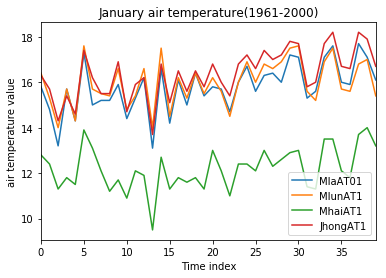 January air temperature(1961-2000)
air temperature value
18
16
14
12
10
0
5
10
15
20
25
30
35
Time index
MlaAT01
MlunAT1
MhaiAT1
JhongAT1